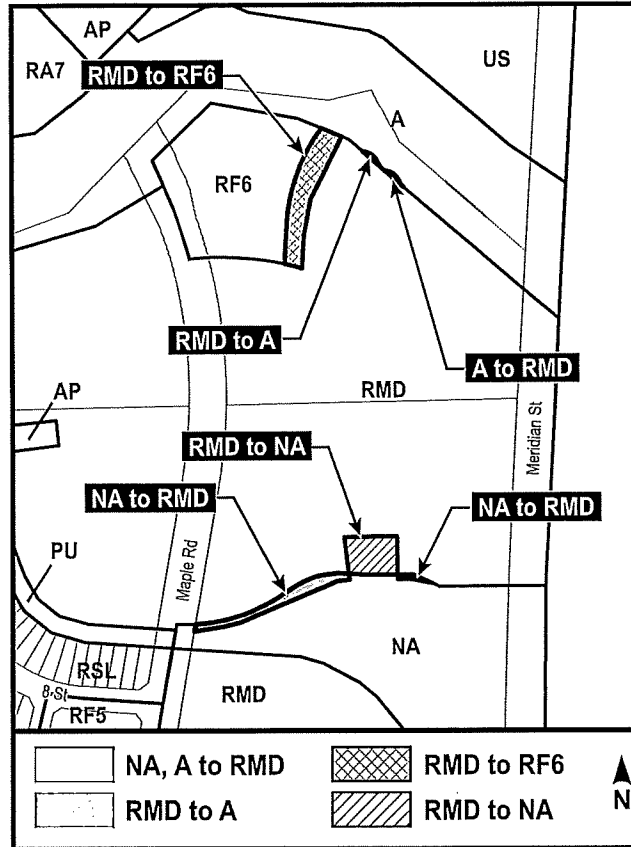 AP
RA7
US
RMD to RF6
A
RF6
RMD to A
A to RMD
AP
RMD
Meridian St
RMD to NA
NA to RMD
NA to RMD
PU
Maple Rd
NA
RSL
RMD
8 St
RF5
NA, A to RMD
RMD to RF6
RMD to A
RMD to NA
N